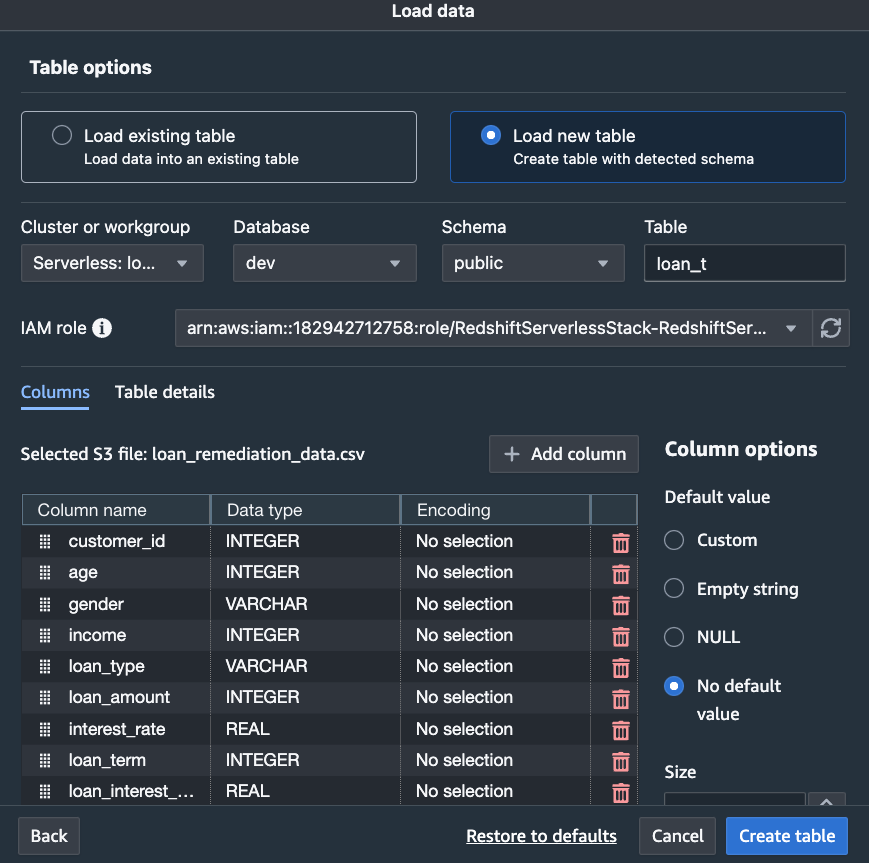 Load data
Table options
Load existing table
Load data into an existing table
Load new table
Create table with detected schema
Cluster or workgroup
Database
Schema
Table
Serverless: lo...
dev
public
loan_t
IAM role
arn:aws:iam::182942712758:role/RedshiftServerlessStack-RedshiftSer...
Columns
Table details
Selected S3 file: loan_remediation_data.csv
Add column
Column name Data type Encoding
customer_id INTEGER No selection
age INTEGER No selection
gender VARCHAR No selection
income INTEGER No selection
loan_type VARCHAR No selection
loan_amount INTEGER No selection
interest_rate REAL No selection
loan_term INTEGER No selection
loan_interest_... REAL No selection
Column options
Default value
Custom
Empty string
NULL
No default
value
Size
Back
Restore to defaults
Cancel
Create table